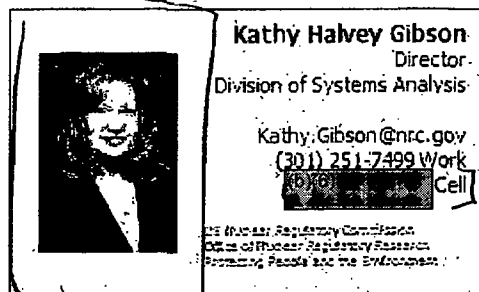 Kathy Halvey Gibson
Director
Division of Systems Analysis
Kathy.Gibson@nrc.gov
(301) 251-7499 Work
(b)(6) Cell
US Nuclear Regulatory Commission
Office of Nuclear Regulatory Research
Protecting People and the Environment